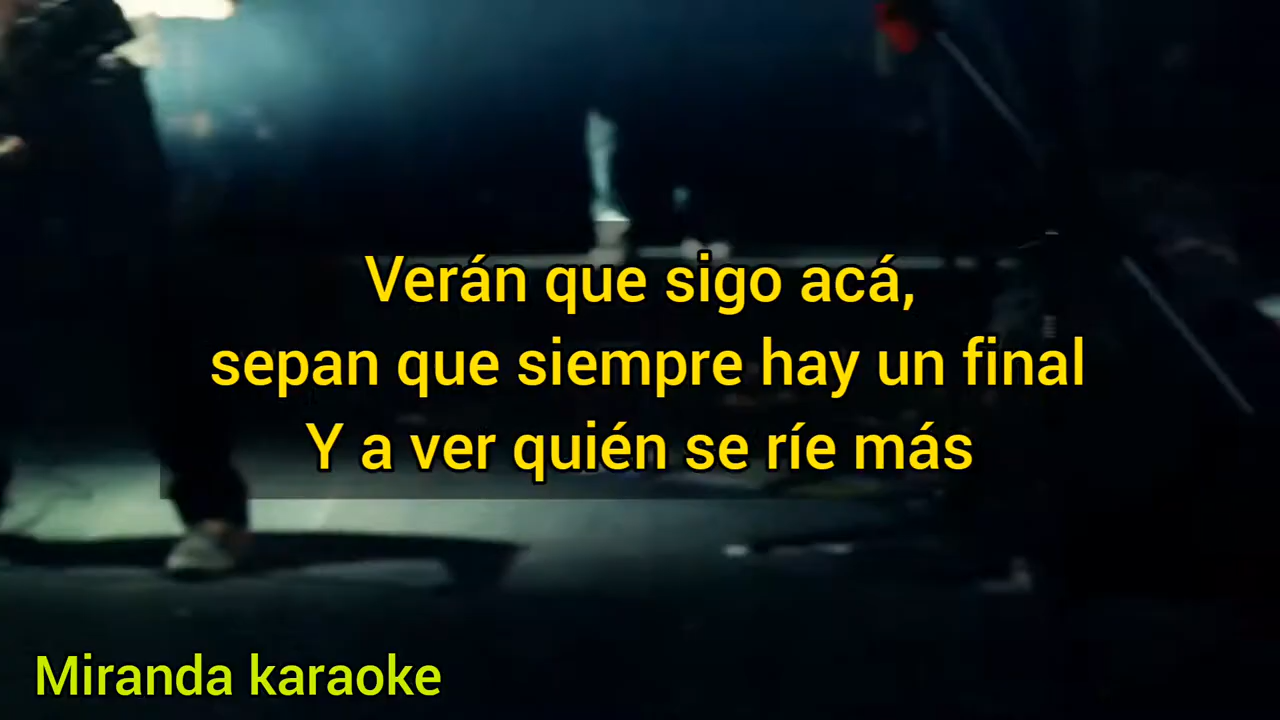 Verán que sigo acá,
sepan que siempre hay un final
Y a ver quién se ríe más
Miranda karaoke